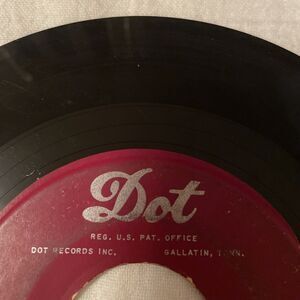 Dot
REG. U.S. PAT. OFFICE
DOT RECORDS INC. GALLATIN, TENN.